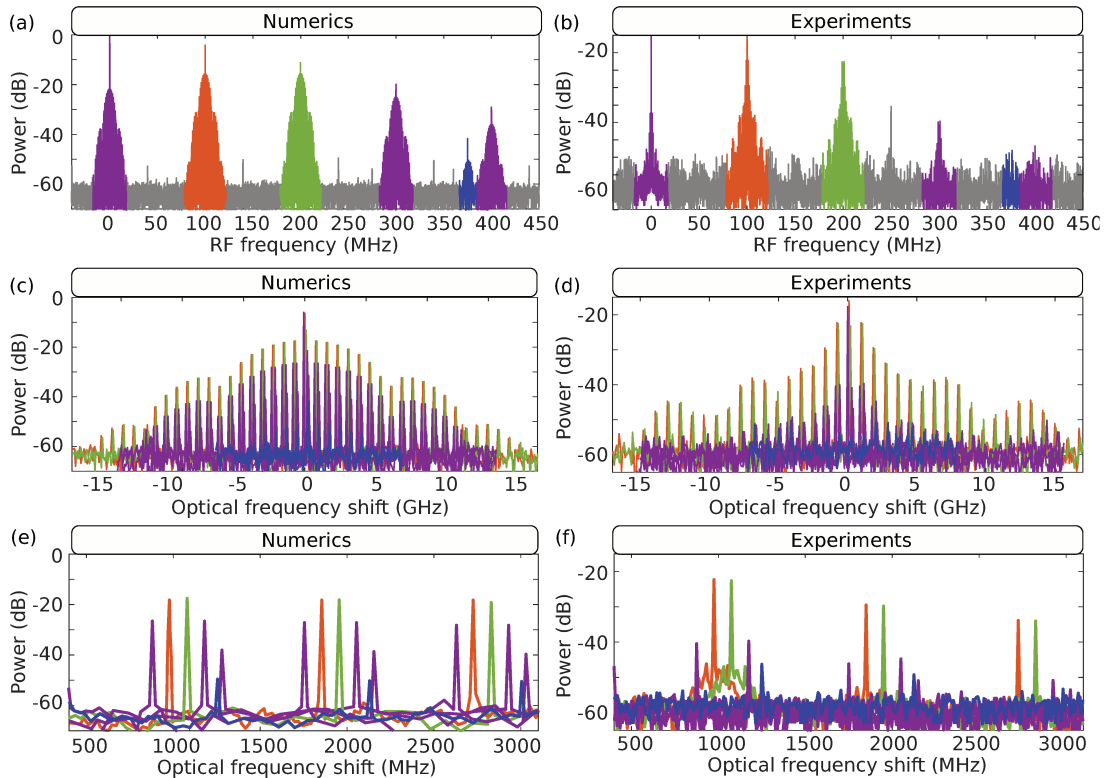 (a) Numerics (b) Experiments
0 -20 -40 -60
Power (dB)
0 50 100 150 200 250 300 350 400 450
RF frequency (MHz)
-20 -40 -60
Power (dB)
0 50 100 150 200 250 300 350 400 450
RF frequency (MHz)
(c) Numerics (d) Experiments
0 -20 -40 -60
Power (dB)
-15 -10 -5 0 5 10 15
Optical frequency shift (GHz)
-20 -40 -60
Power (dB)
-15 -10 -5 0 5 10 15
Optical frequency shift (GHz)
(e) Numerics (f) Experiments
0 -20 -40 -60
Power (dB)
500 1000 1500 2000 2500 3000
Optical frequency shift (MHz)
-20 -40 -60
Power (dB)
500 1000 1500 2000 2500 3000
Optical frequency shift (MHz)